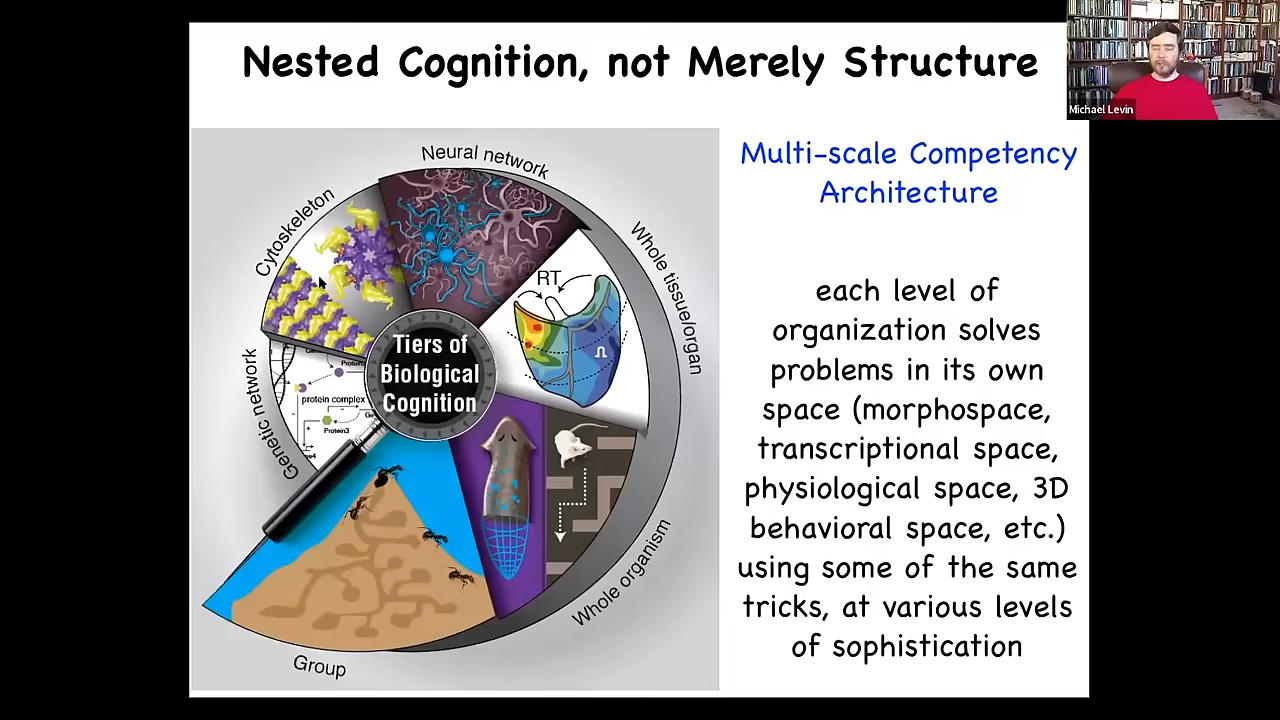 Nested Cognition, not Merely Structure
Michael Levin
Multi-scale Competency
Architecture
each level of
organization solves
problems in its own
space (morphospace,
transcriptional space,
physiological space, 3D
behavioral space, etc.)
using some of the same
tricks, at various levels
of sophistication
Neural network
Cytoskeleton
Whole tissue/organ
RT
Tiers of
Biological
Cognition
Genetic network
protein complex
Protein3
Whole organism
Group